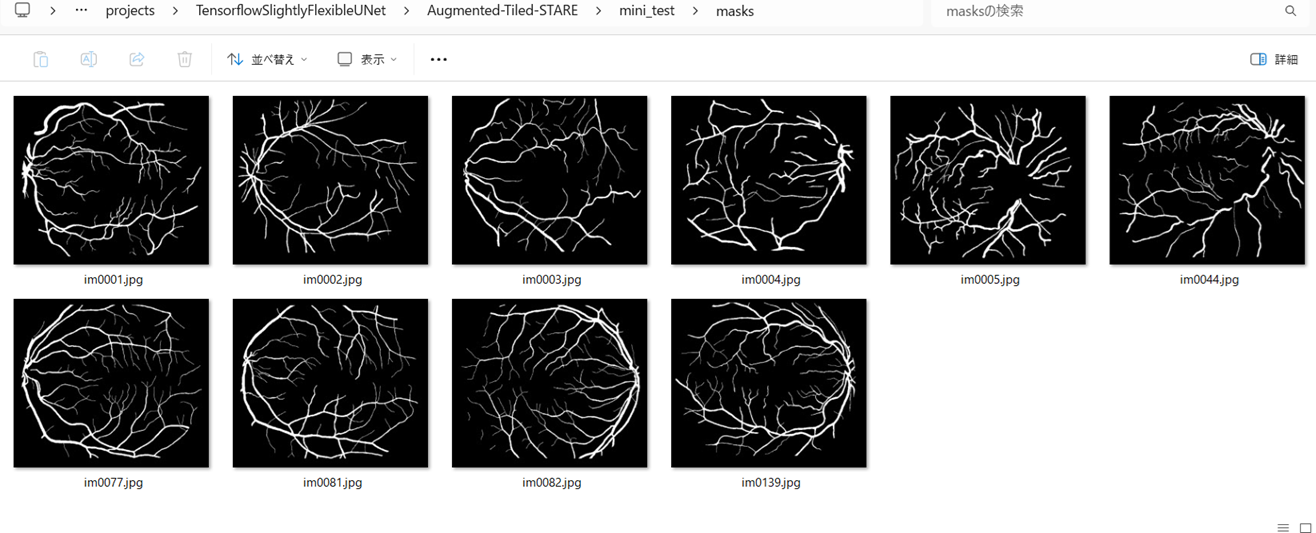 … projects > TensorflowSlightlyFlexibleUNet > Augmented-Tiled-STARE > mini_test > masks masksの検索
並べ替え 表示 … 詳細
im0001.jpg im0002.jpg im0003.jpg im0004.jpg im0005.jpg im0044.jpg
im0077.jpg im0081.jpg im0082.jpg im0139.jpg